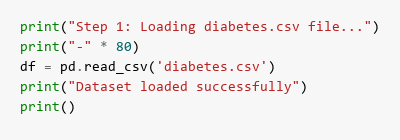 print("Step 1: Loading diabetes.csv file...")
print("-" * 80)
df = pd.read_csv('diabetes.csv')
print("Dataset loaded successfully")
print()